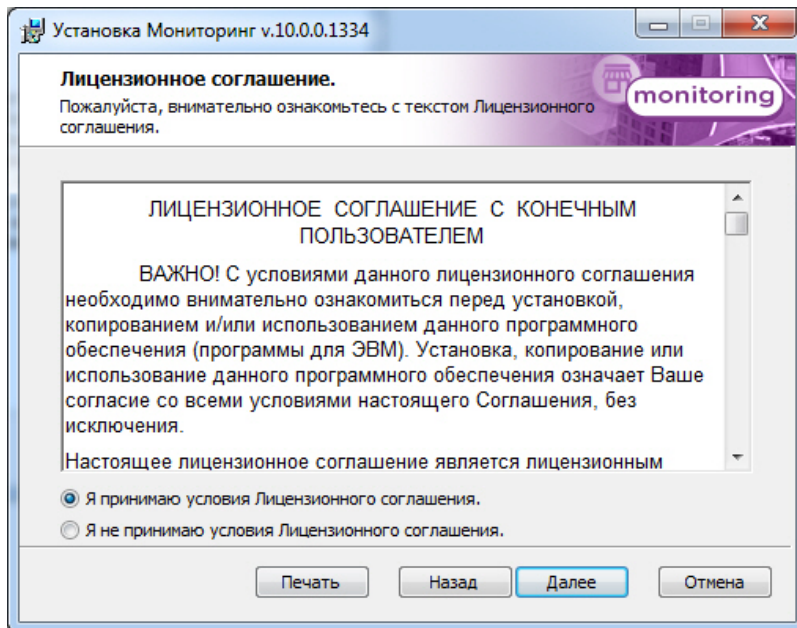 Установка Мониторинг v.10.0.0.1334
Лицензионное соглашение.
Пожалуйста, внимательно ознакомьтесь с текстом Лицензионного
соглашения.
monitoring
ЛИЦЕНЗИОННОЕ СОГЛАШЕНИЕ С КОНЕЧНЫМ
ПОЛЬЗОВАТЕЛЕМ
ВАЖНО! С условиями данного лицензионного соглашения
необходимо внимательно ознакомиться перед установкой,
копированием и/или использованием данного программного
обеспечения (программы для ЭВМ). Установка, копирование или
использование данного программного обеспечения означает Ваше
согласие со всеми условиями настоящего Соглашения, без
исключения.
Настоящее лицензионное соглашение является лицензионным
Я принимаю условия Лицензионного соглашения.
Я не принимаю условия Лицензионного соглашения.
Печать
Назад
Далее
Отмена